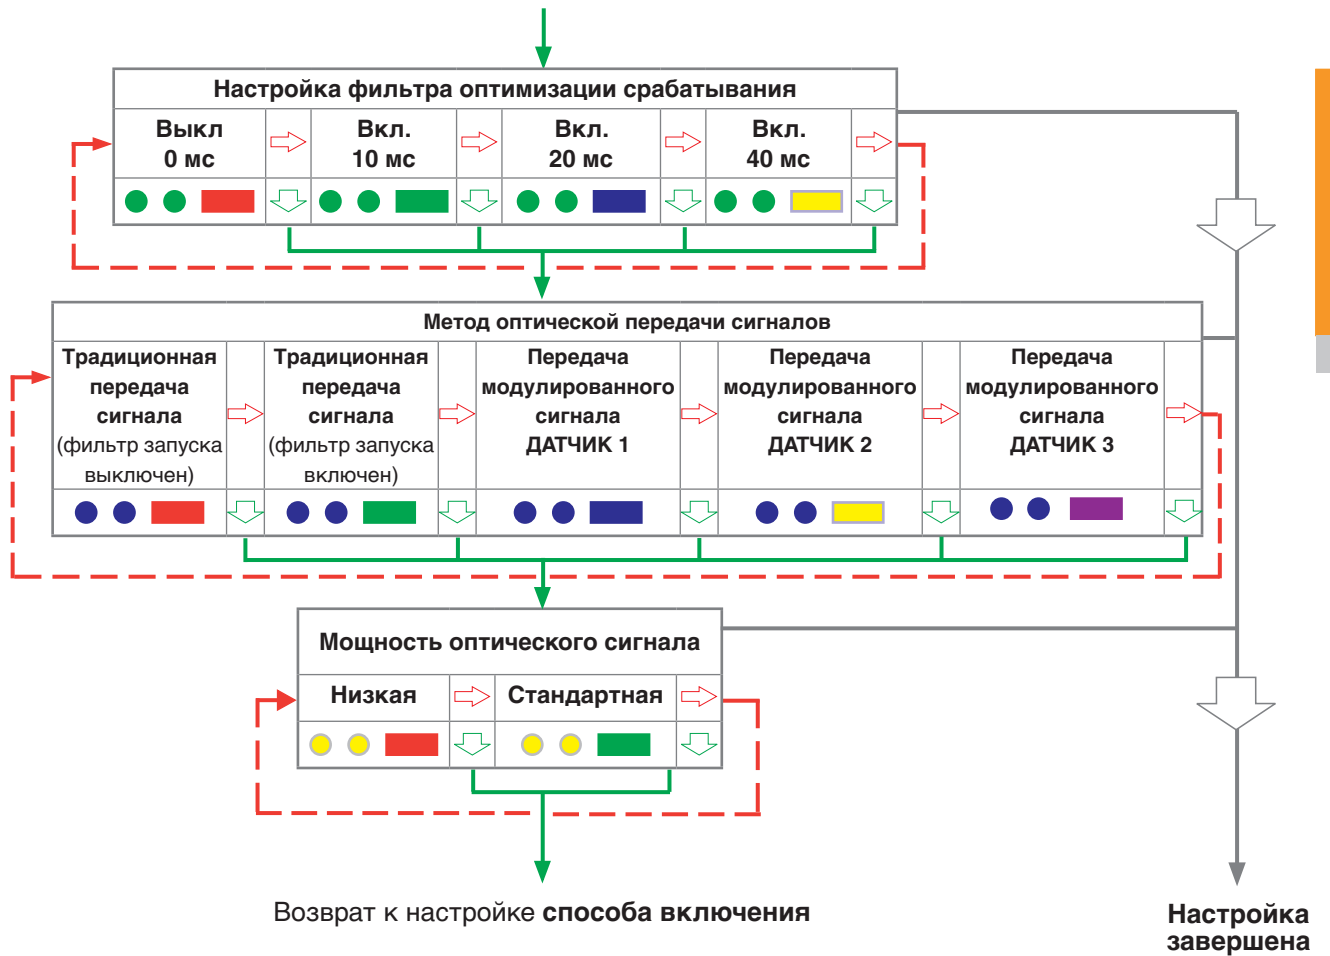 Настройка фильтра оптимизации срабатывания
Выкл
0 мс
Вкл.
10 мс
Вкл.
20 мс
Вкл.
40 мс
Метод оптической передачи сигналов
Традиционная
передача
сигнала
(фильтр запуска
выключен)
Традиционная
передача
сигнала
(фильтр запуска
включен)
Передача
модулированного
сигнала
ДАТЧИК 1
Передача
модулированного
сигнала
ДАТЧИК 2
Передача
модулированного
сигнала
ДАТЧИК 3
Мощность оптического сигнала
Низкая
Стандартная
Возврат к настройке способа включения
Настройка
завершена